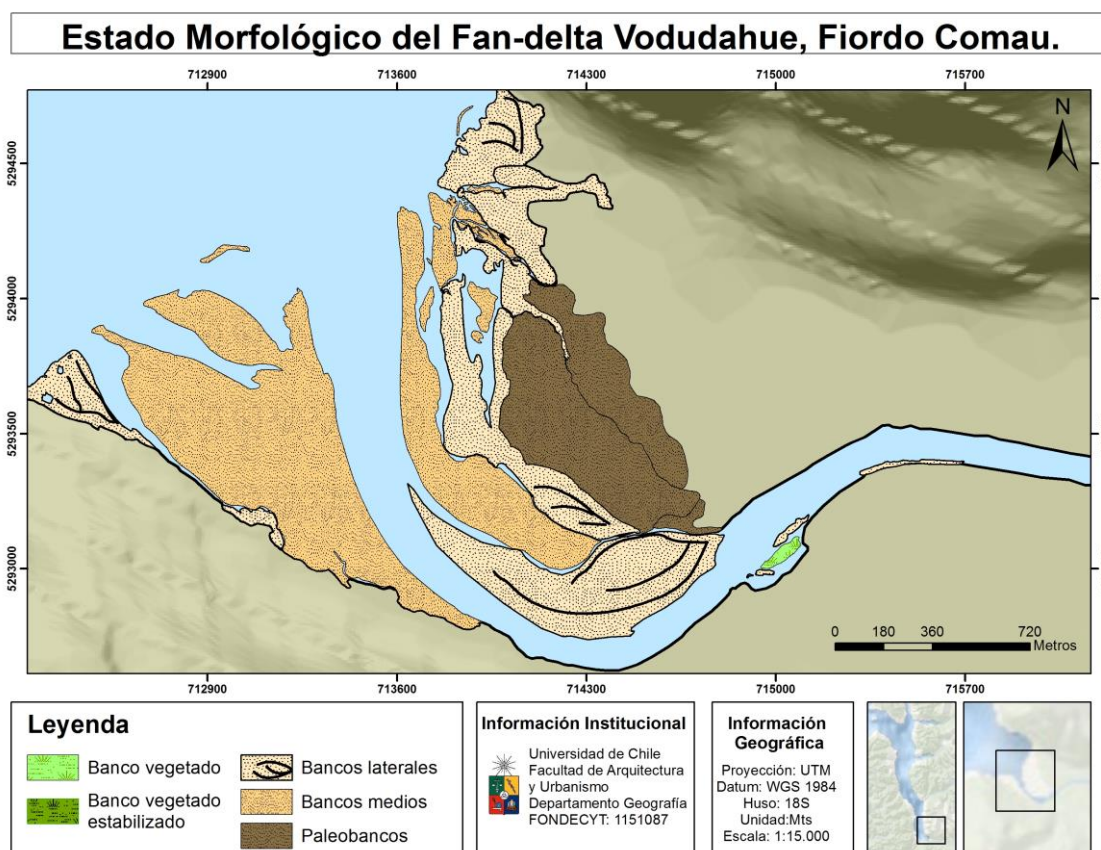 Estado Morfológico del Fan-delta Vodudahue, Fiordo Comau.
712900 713600 714300 715000 715700
N
5294500
5294000
5293500
5293000
0 180 360 720
Metros
712900 713600 714300 715000 715700
Leyenda
Banco vegetado
Banco vegetado
estabilizado
Bancos laterales
Bancos medios
Paleobancos
Información Institucional
Universidad de Chile
Facultad de Arquitectura
y Urbanismo
Departamento Geografía
FONDECYT: 1151087
Información
Geográfica
Proyección: UTM
Datum: WGS 1984
Huso: 18S
Unidad:Mts
Escala: 1:15.000